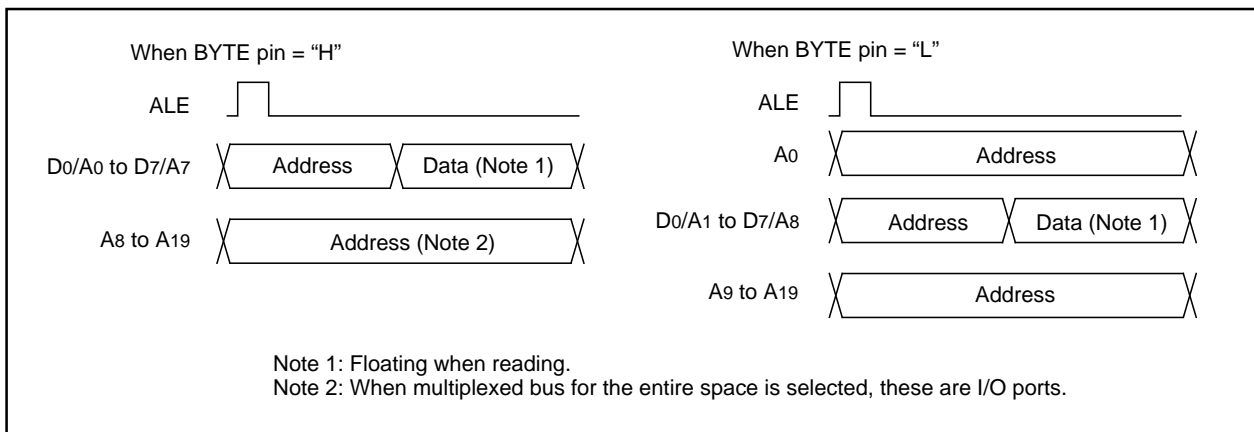 When BYTE pin = “H”
ALE
D0/A0 to D7/A7
Address
Data (Note 1)
A8 to A19
Address (Note 2)
When BYTE pin = “L”
ALE
A0
Address
D0/A1 to D7/A8
Address
Data (Note 1)
A9 to A19
Address
Note 1: Floating when reading.
Note 2: When multiplexed bus for the entire space is selected, these are I/O ports.